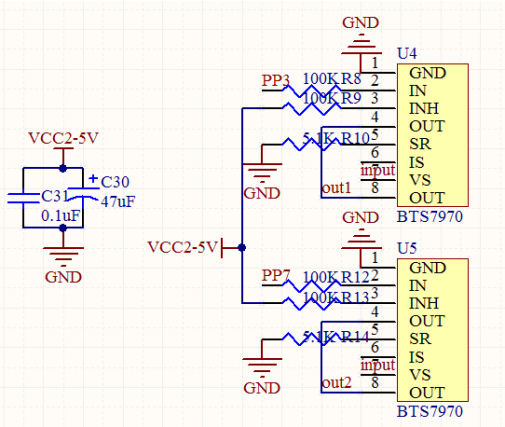 GND
U4
1
GND
PP3
100K R8
2
IN
100K R9
3
INH
4
OUT
5.1K R10
5
SR
6
IS
input
7
VS
out1
8
OUT
GND
BTS7970
VCC2-5V
C31
0.1uF
+
C30
47uF
GND
VCC2-5V
GND
U5
1
GND
PP7
100K R12
2
IN
100K R13
3
INH
4
OUT
5.1K R14
5
SR
6
IS
input
7
VS
out2
8
OUT
GND
BTS7970